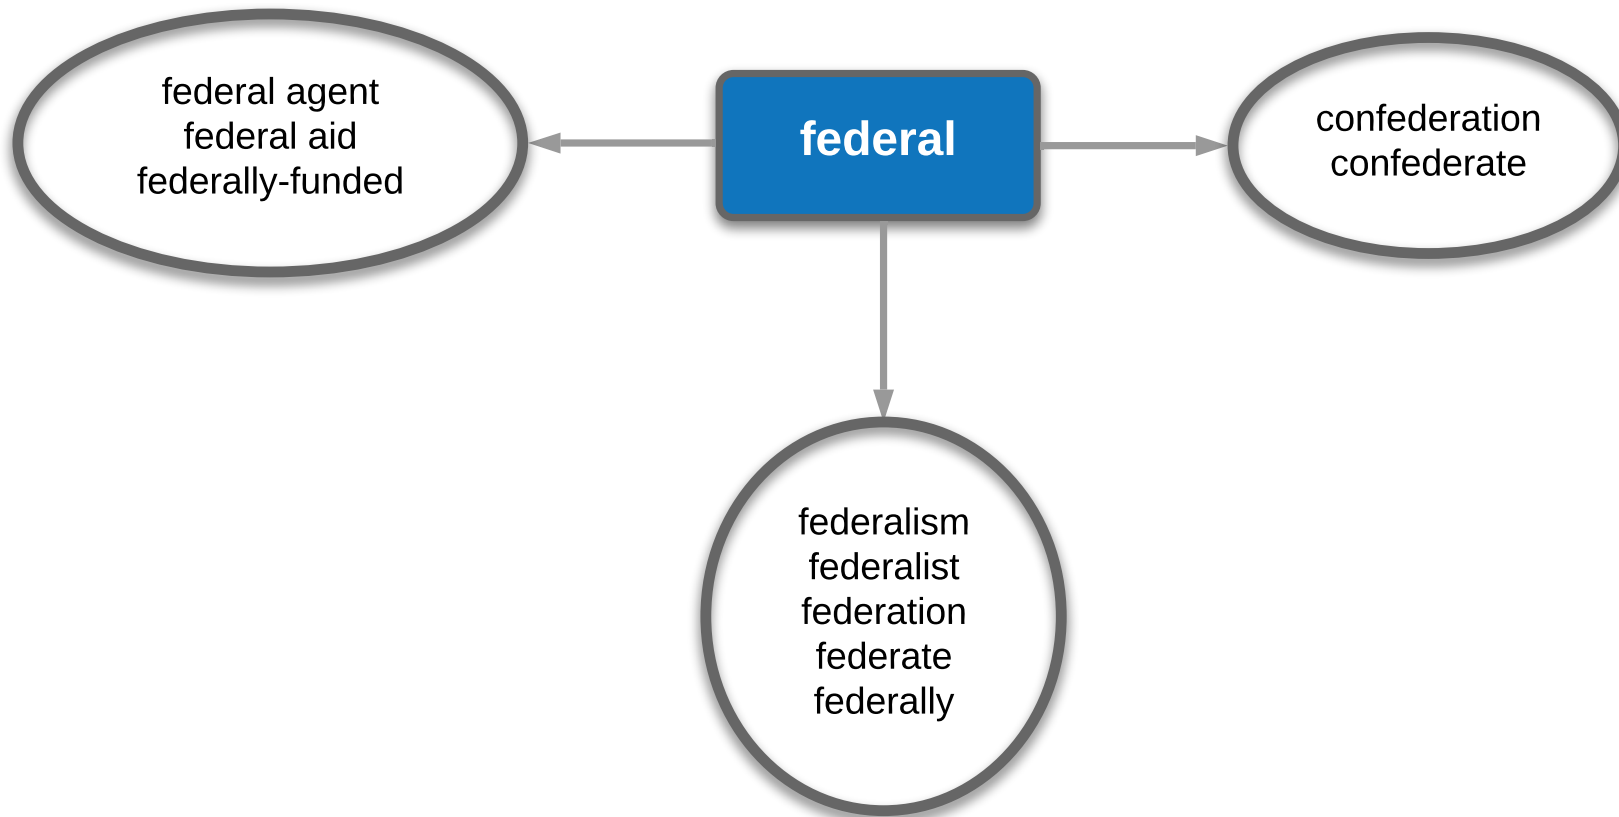 federal agent
federal aid
federally-funded
federal
confederation
confederate
federalism
federalist
federation
federate
federally